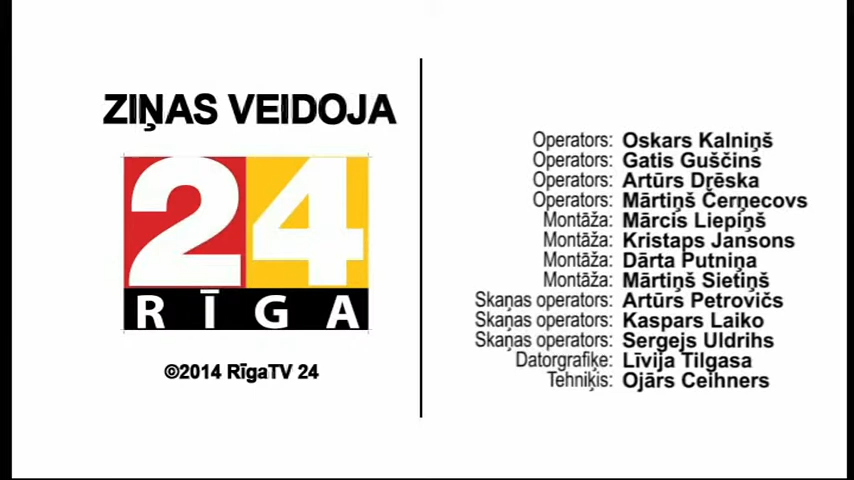 ZIŅAS VEIDOJA
24
RĪGA
©2014 RīgaTV 24
Operators: Oskars Kalniņš
Operators: Gatis Guščins
Operators: Artūrs Drēska
Operators: Mārtiņš Čerņecovs
Montāža: Mārcis Liepiņš
Montāža: Kristaps Jansons
Montāža: Dārta Putniņa
Montāža: Mārtiņš Sietiņš
Skaņas operators: Artūrs Petrovičs
Skaņas operators: Kaspars Laiko
Skaņas operators: Sergejs Uldrihs
Datorgrafiķe: Līvija Tilgasa
Tehniķis: Ojārs Ceihners